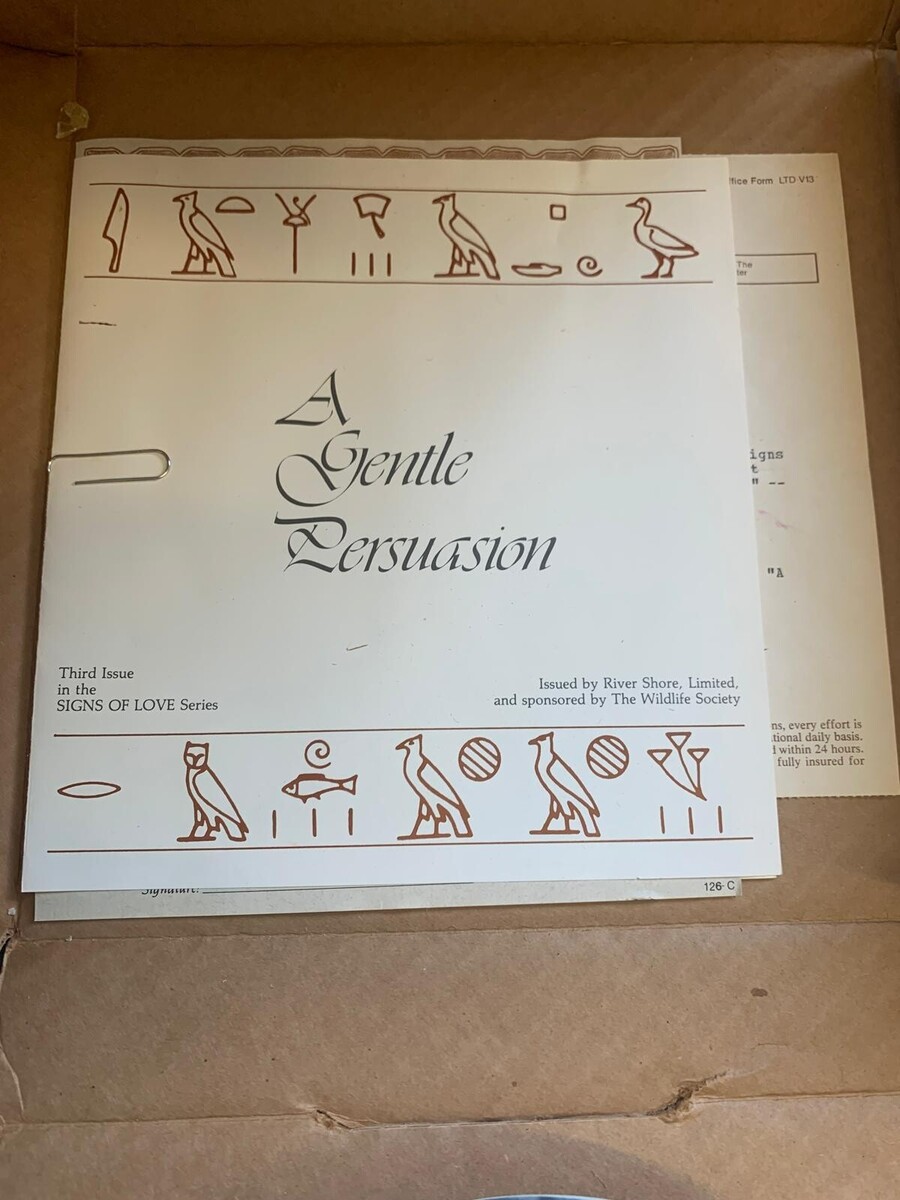 ffice Form LTD V13
The
ter
A
Gentle
Persuasion
igns
t
" --
"A
Third Issue
in the
SIGNS OF LOVE Series
Issued by River Shore, Limited,
and sponsored by The Wildlife Society
ns, every effort is
tional daily basis.
d within 24 hours.
fully insured for
Signature:
126-C